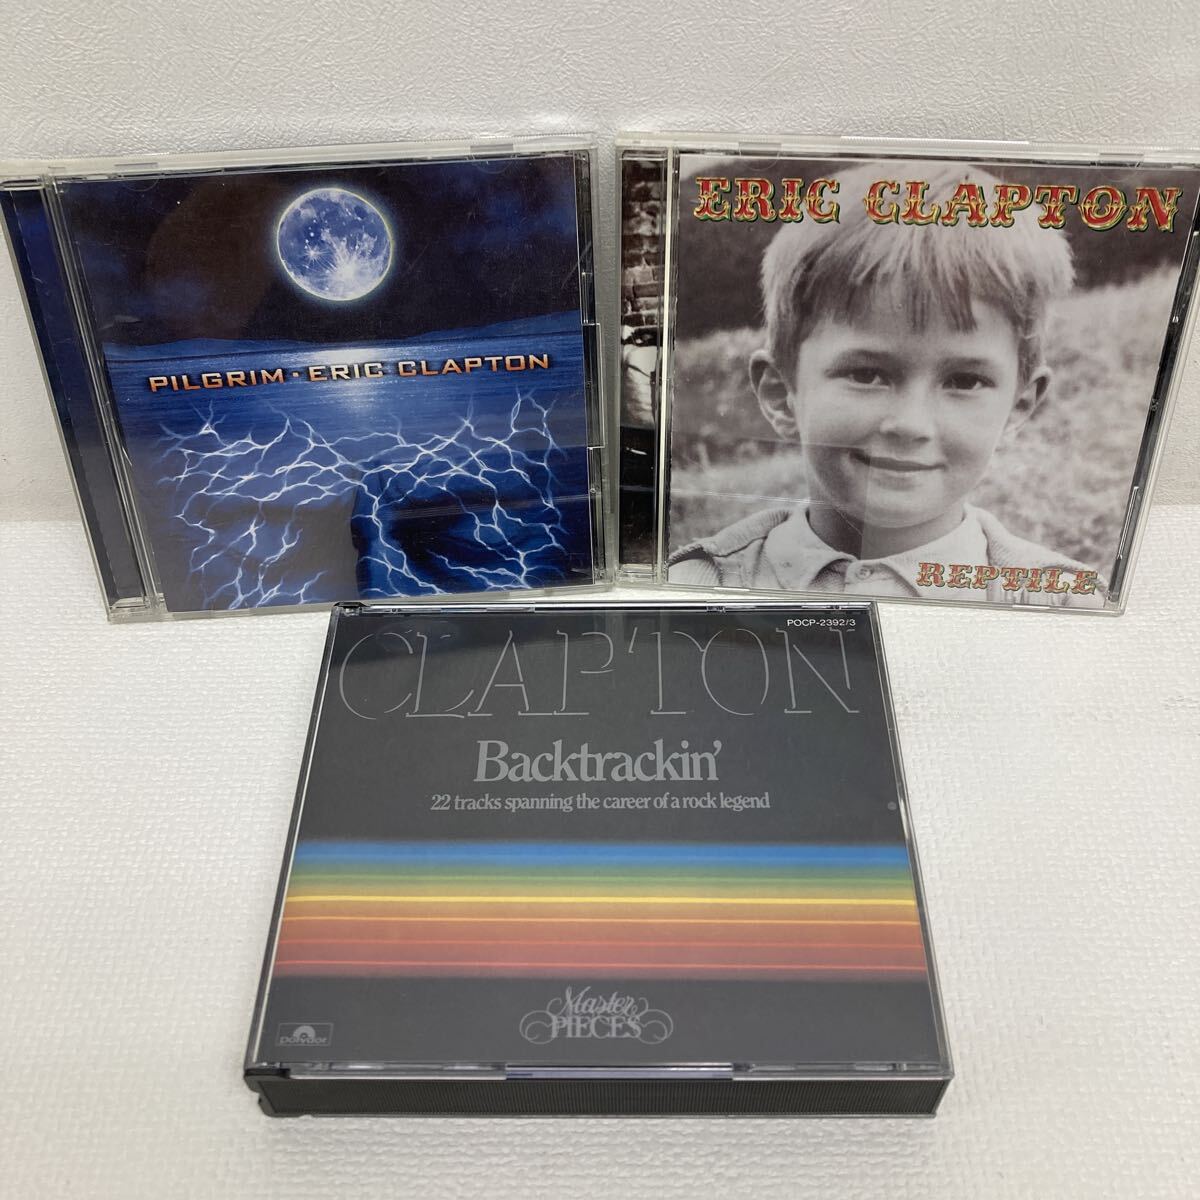 PILGRIM · ERIC CLAPTON
ERIC CLAPTON
REPTILE
POCP-2392/3
CLAPTON
Backtrackin'
22 tracks spanning the career of a rock legend
Master
PIECES
polydor